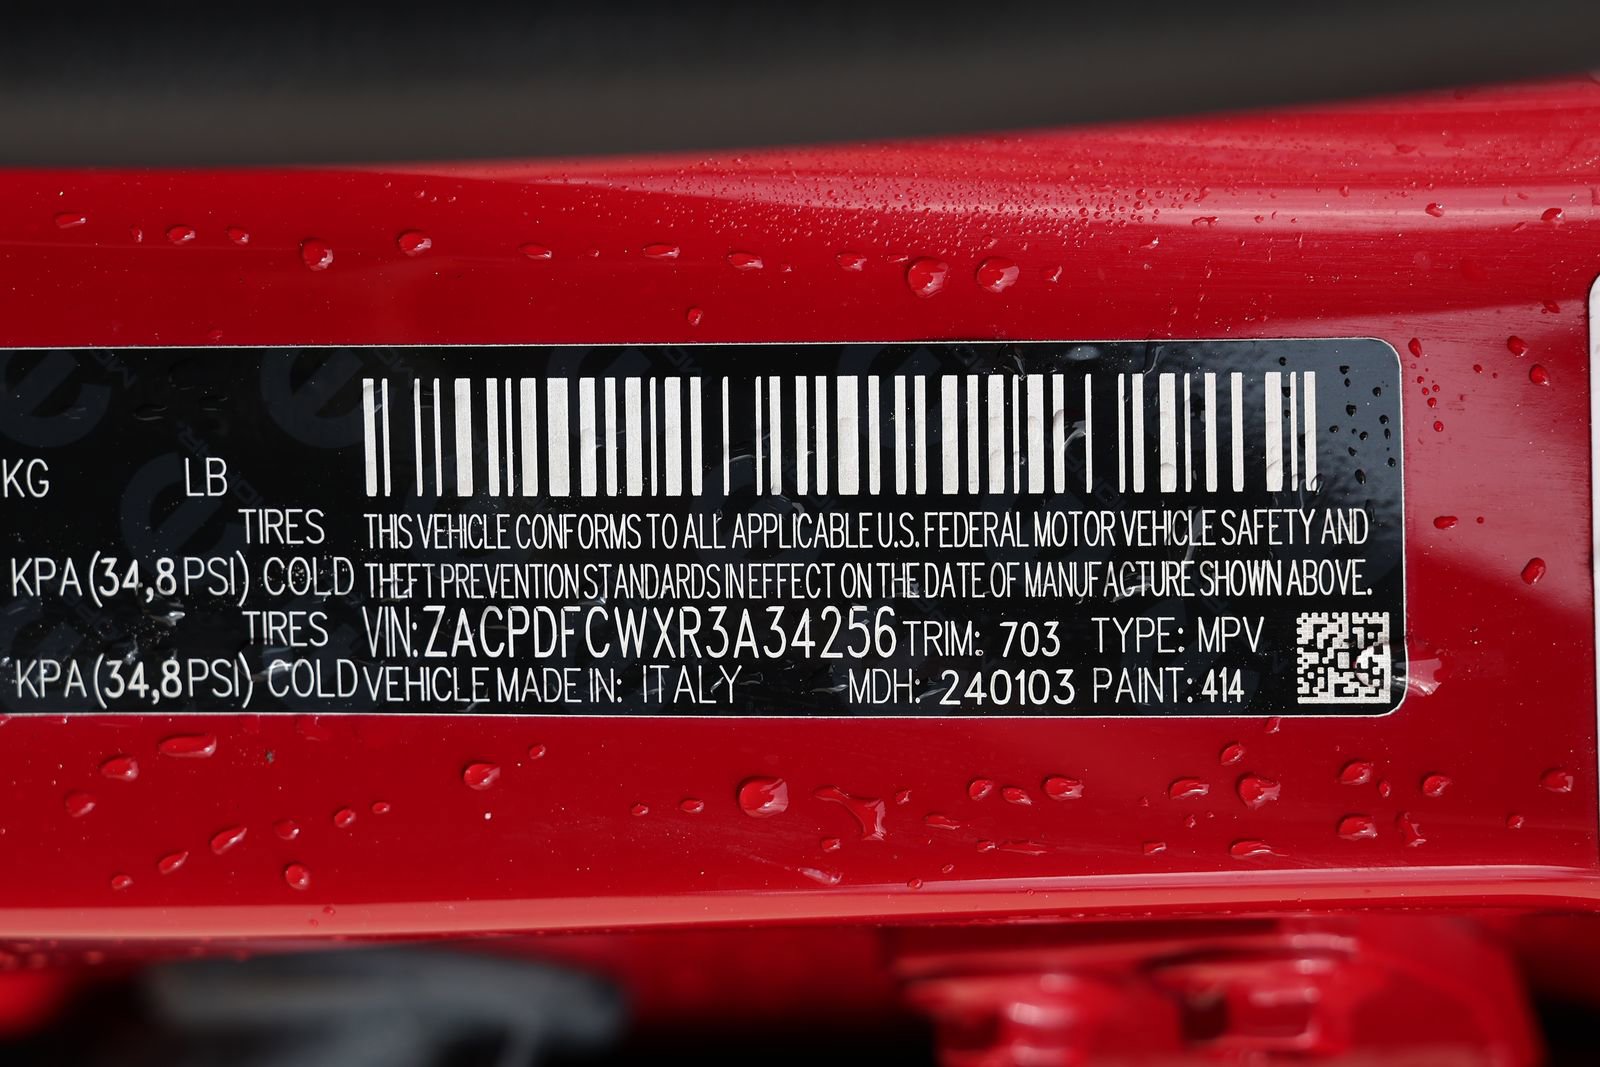 KG LB
TIRES THIS VEHICLE CONFORMS TO ALL APPLICABLE U.S. FEDERAL MOTOR VEHICLE SAFETY AND
KPA (34,8 PSI) COLD THEFT PREVENTION STANDARDS IN EFFECT ON THE DATE OF MANUFACTURE SHOWN ABOVE.
TIRES VIN: ZACPDFCWXR3A34256 TRIM: 703 TYPE: MPV
KPA (34,8 PSI) COLD VEHICLE MADE IN: ITALY MDH: 240103 PAINT: 414